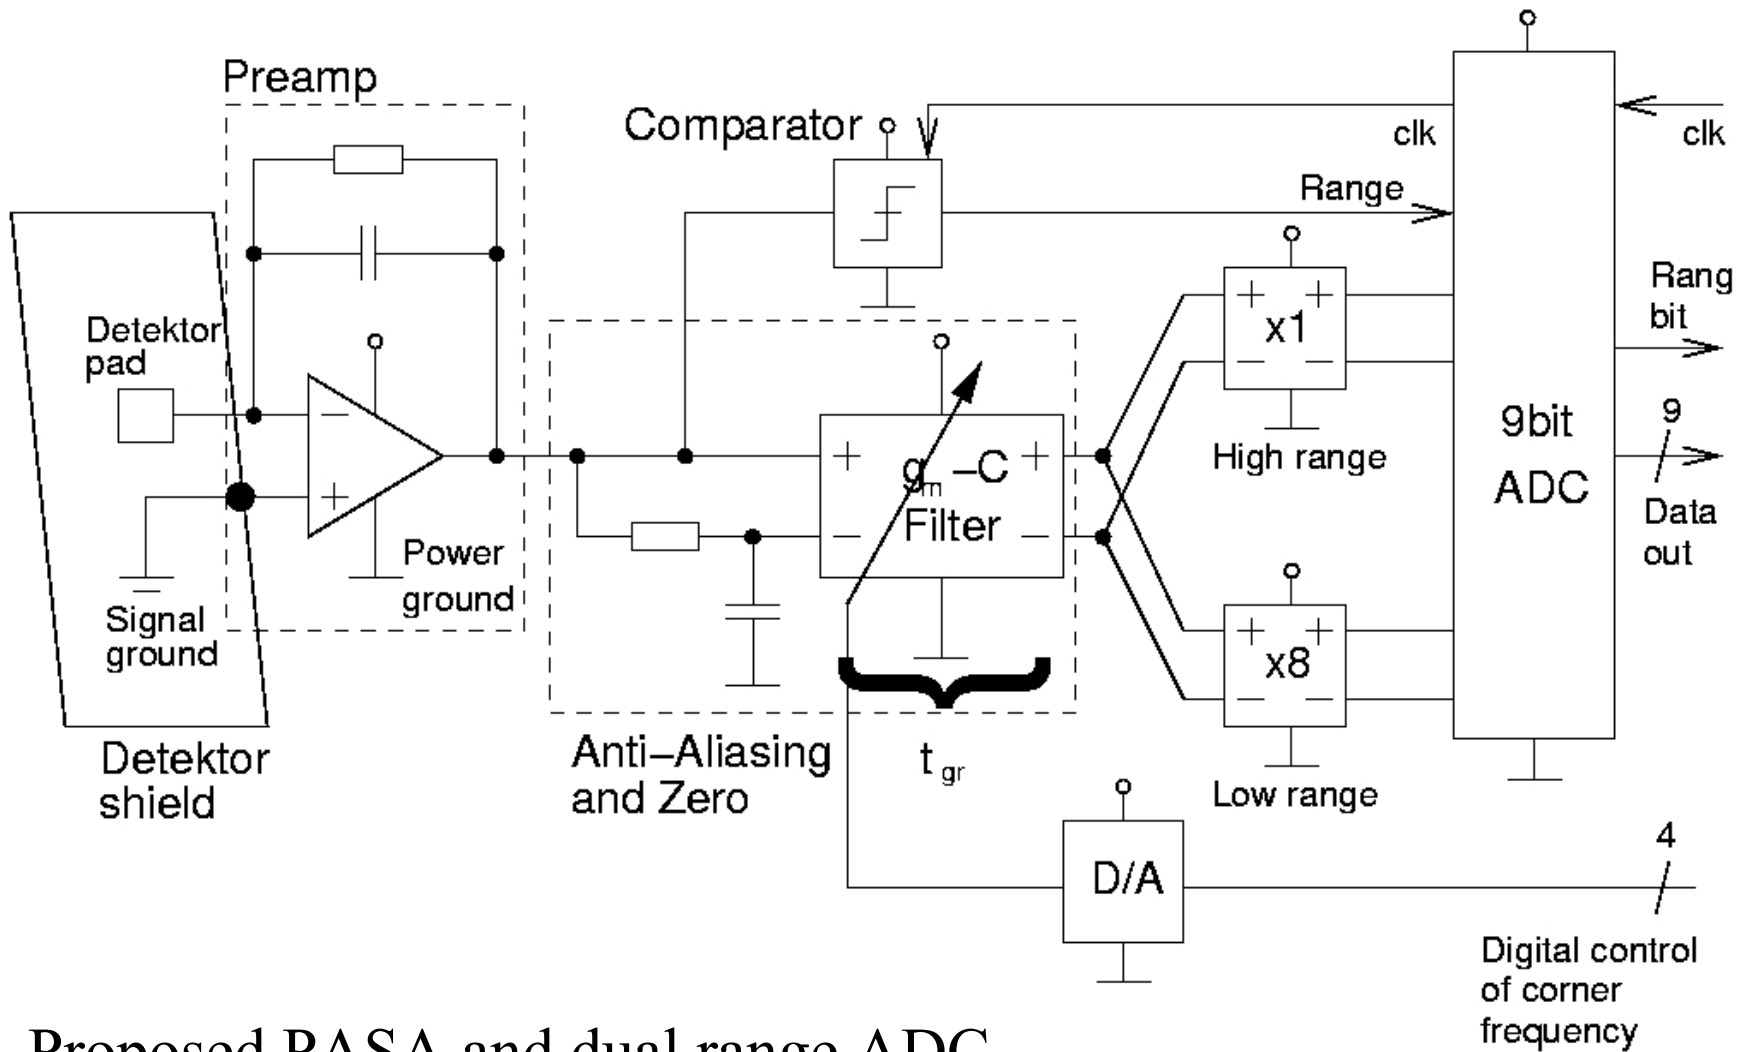 Preamp
Comparator
clk
clk
Range
Rang
bit
Detektor
pad
−
+
Power
ground
Signal
ground
Detektor
shield
+
−
gm −C
Filter
+
−
+ +
x1
− −
High range
+ +
x8
− −
Low range
9bit
ADC
9
Data
out
Anti−Aliasing
and Zero
t gr
D/A
4
Digital control
of corner
frequency
Proposed PASA and dual range ADC